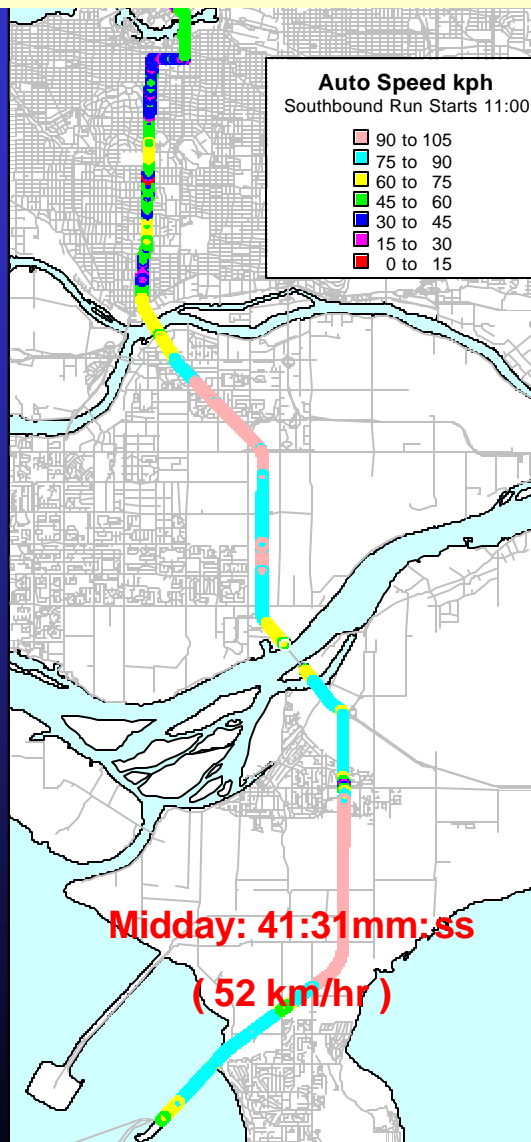 Auto Speed kph
Southbound Run Starts 11:00
90 to 105
75 to 90
60 to 75
45 to 60
30 to 45
15 to 30
0 to 15
Midday: 41:31mm:ss
( 52 km/hr )